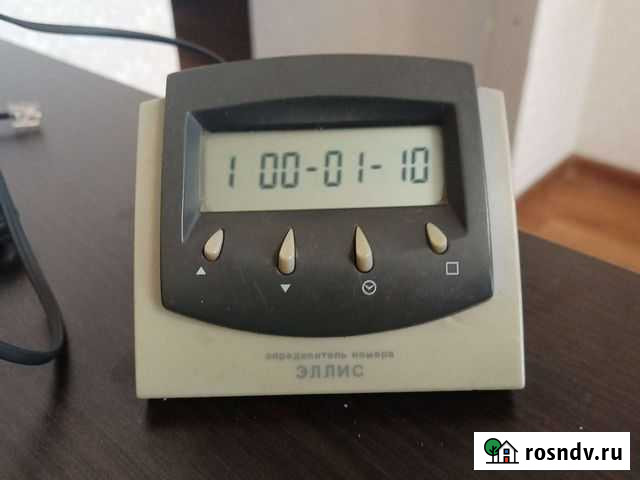 1 00-01-10
определитель номера
ЭЛЛИС
rosndv.ru